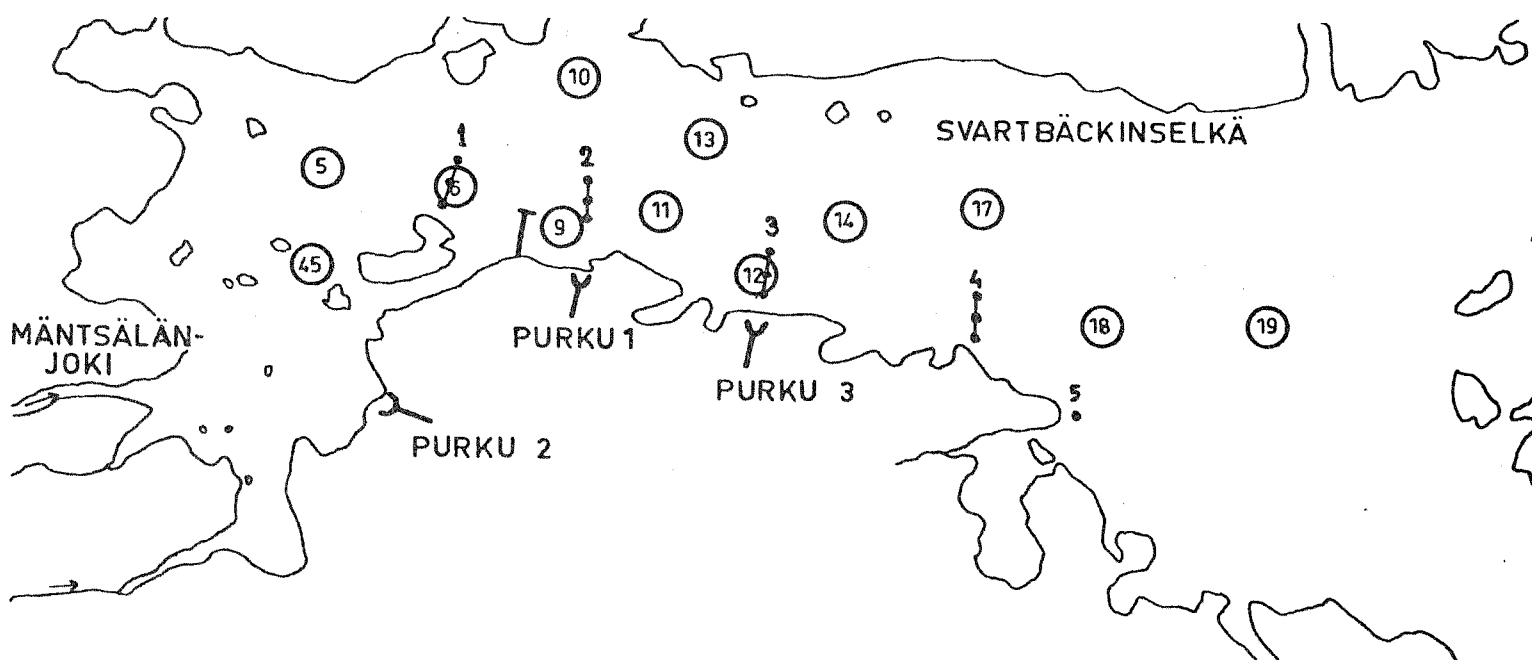 10
1
13
SVARTBÄCKINSELKÄ
5
6
2
9
11
3
14
17
45
12
4
18
19
MÄNTSÄLÄN-
JOKI
PURKU 1
PURKU 3
5
PURKU 2